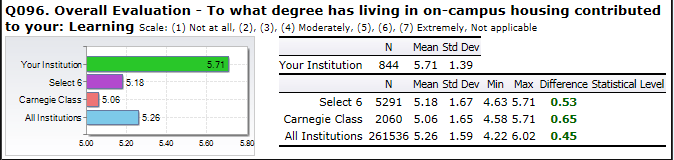 Q096. Overall Evaluation - To what degree has living in on-campus housing contributed
to your: Learning Scale: (1) Not at all, (2), (3), (4) Moderately, (5), (6), (7) Extremely, Not applicable
Your Institution 5.71
Select 6 5.18
Carnegie Class 5.06
All Institutions 5.26
5.00 5.20 5.40 5.60 5.80
N Mean Std Dev
Your Institution 844 5.71 1.39
N Mean Std Dev Min Max Difference Statistical Level
Select 6 5291 5.18 1.67 4.63 5.71 0.53
Carnegie Class 2060 5.06 1.65 4.58 5.71 0.65
All Institutions 261536 5.26 1.59 4.22 6.02 0.45